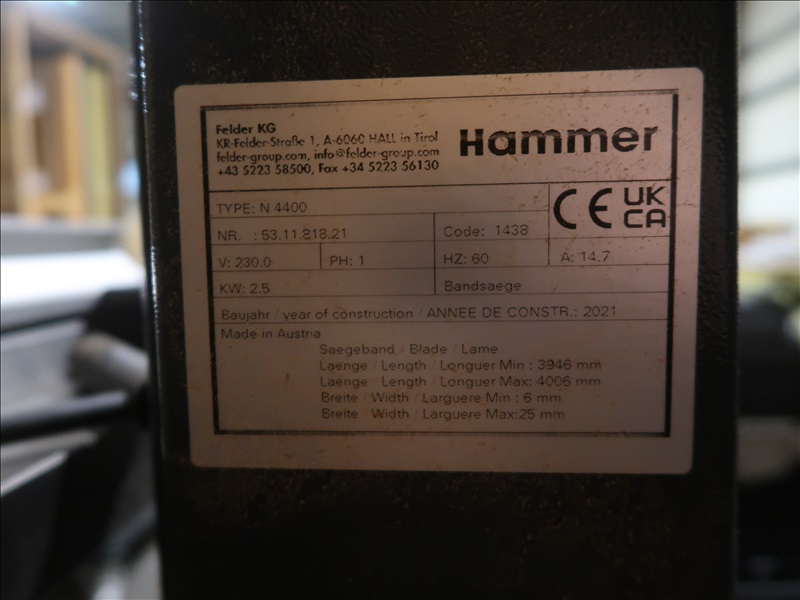 Felder KG
KR-Felder-Straße 1, A-6060 HALL in Tirol
felder-group.com, info@felder-group.com
+43 5223 58500, Fax +34 5223 56130
Hammer
TYPE: N 4400
CE UK CA
NR. : 53.11.818.21
Code: 1438
V: 230.0
PH: 1
HZ: 60
A: 14.7
KW: 2.5
Bandsaege
Baujahr / year of construction / ANNEE DE CONSTR.: 2021
Made in Austria
Saegeband / Blade / Lame
Laenge / Length / Longuer Min : 3946 mm
Laenge / Length / Longuer Max: 4006 mm
Breite / Width / Larguere Min : 6 mm
Breite / Width / Larguere Max:25 mm